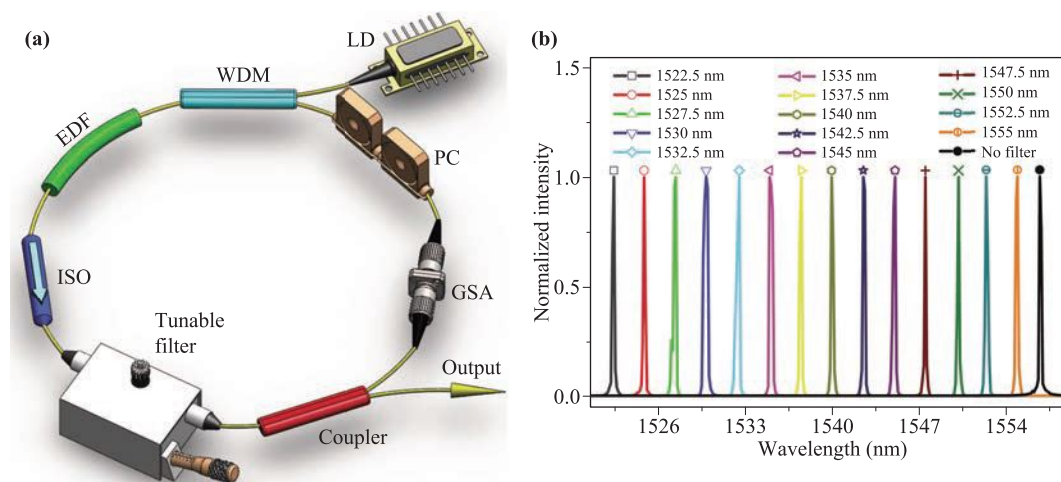 (a)
LD
WDM
EDF
PC
ISO
GSA
Tunable
filter
Output
Coupler
(b)
1.5
1522.5 nm
1525 nm
1527.5 nm
1530 nm
1532.5 nm
1535 nm
1537.5 nm
1540 nm
1542.5 nm
1545 nm
1547.5 nm
1550 nm
1552.5 nm
1555 nm
No filter
1.0
0.5
0.0
Normalized intensity
1526
1533
1540
1547
1554
Wavelength (nm)